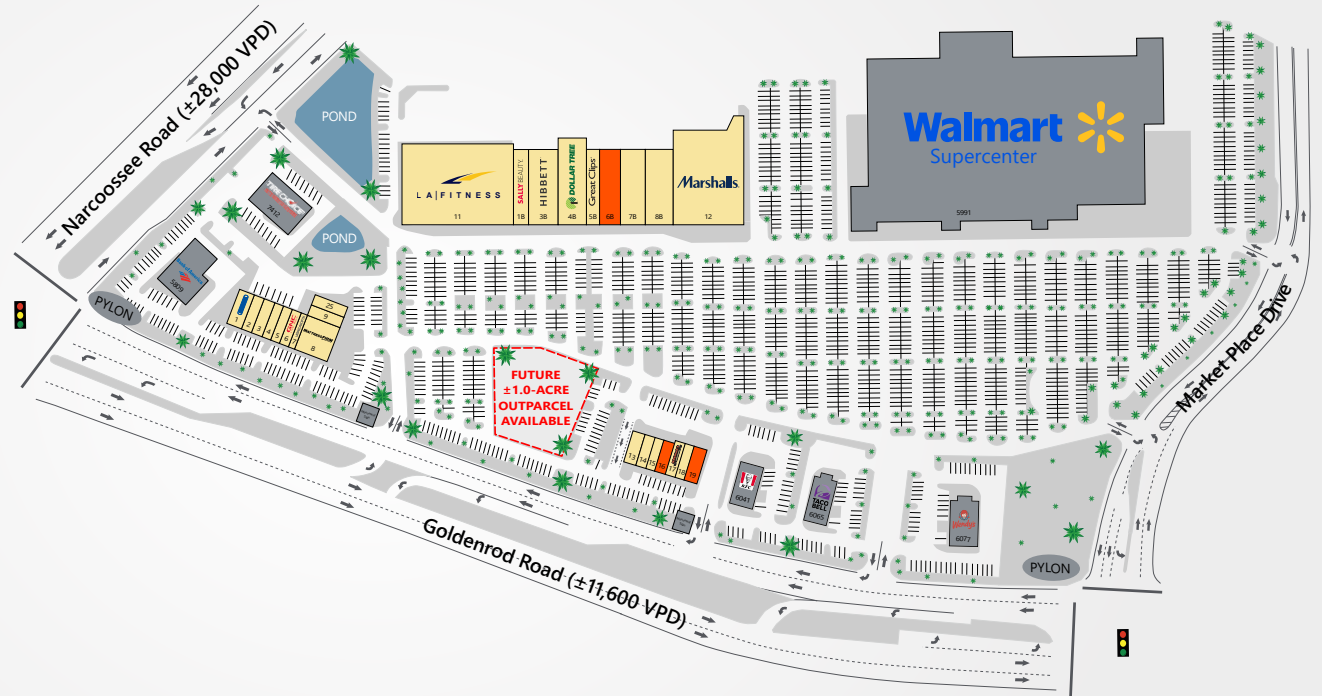 Narcoossee Road (±28,000 VPD)
POND
POND
7412
5809
PYLON
1
2
3
4
5
6
25
9
8
LA|FITNESS
11
SALLY BEAUTY
1B
HIBBETT
3B
DOLLAR TREE
4B
Great Clips
5B
6B
7B
8B
Marshalls
12
Walmart
Supercenter
5991
Market Place Drive
FUTURE
±1.0-ACRE
OUTPARCEL
AVAILABLE
13
14
15
16
17
18
19
KFC
6041
TACO
BELL
6065
Wendy's
6077
PYLON
Goldenrod Road (±11,600 VPD)